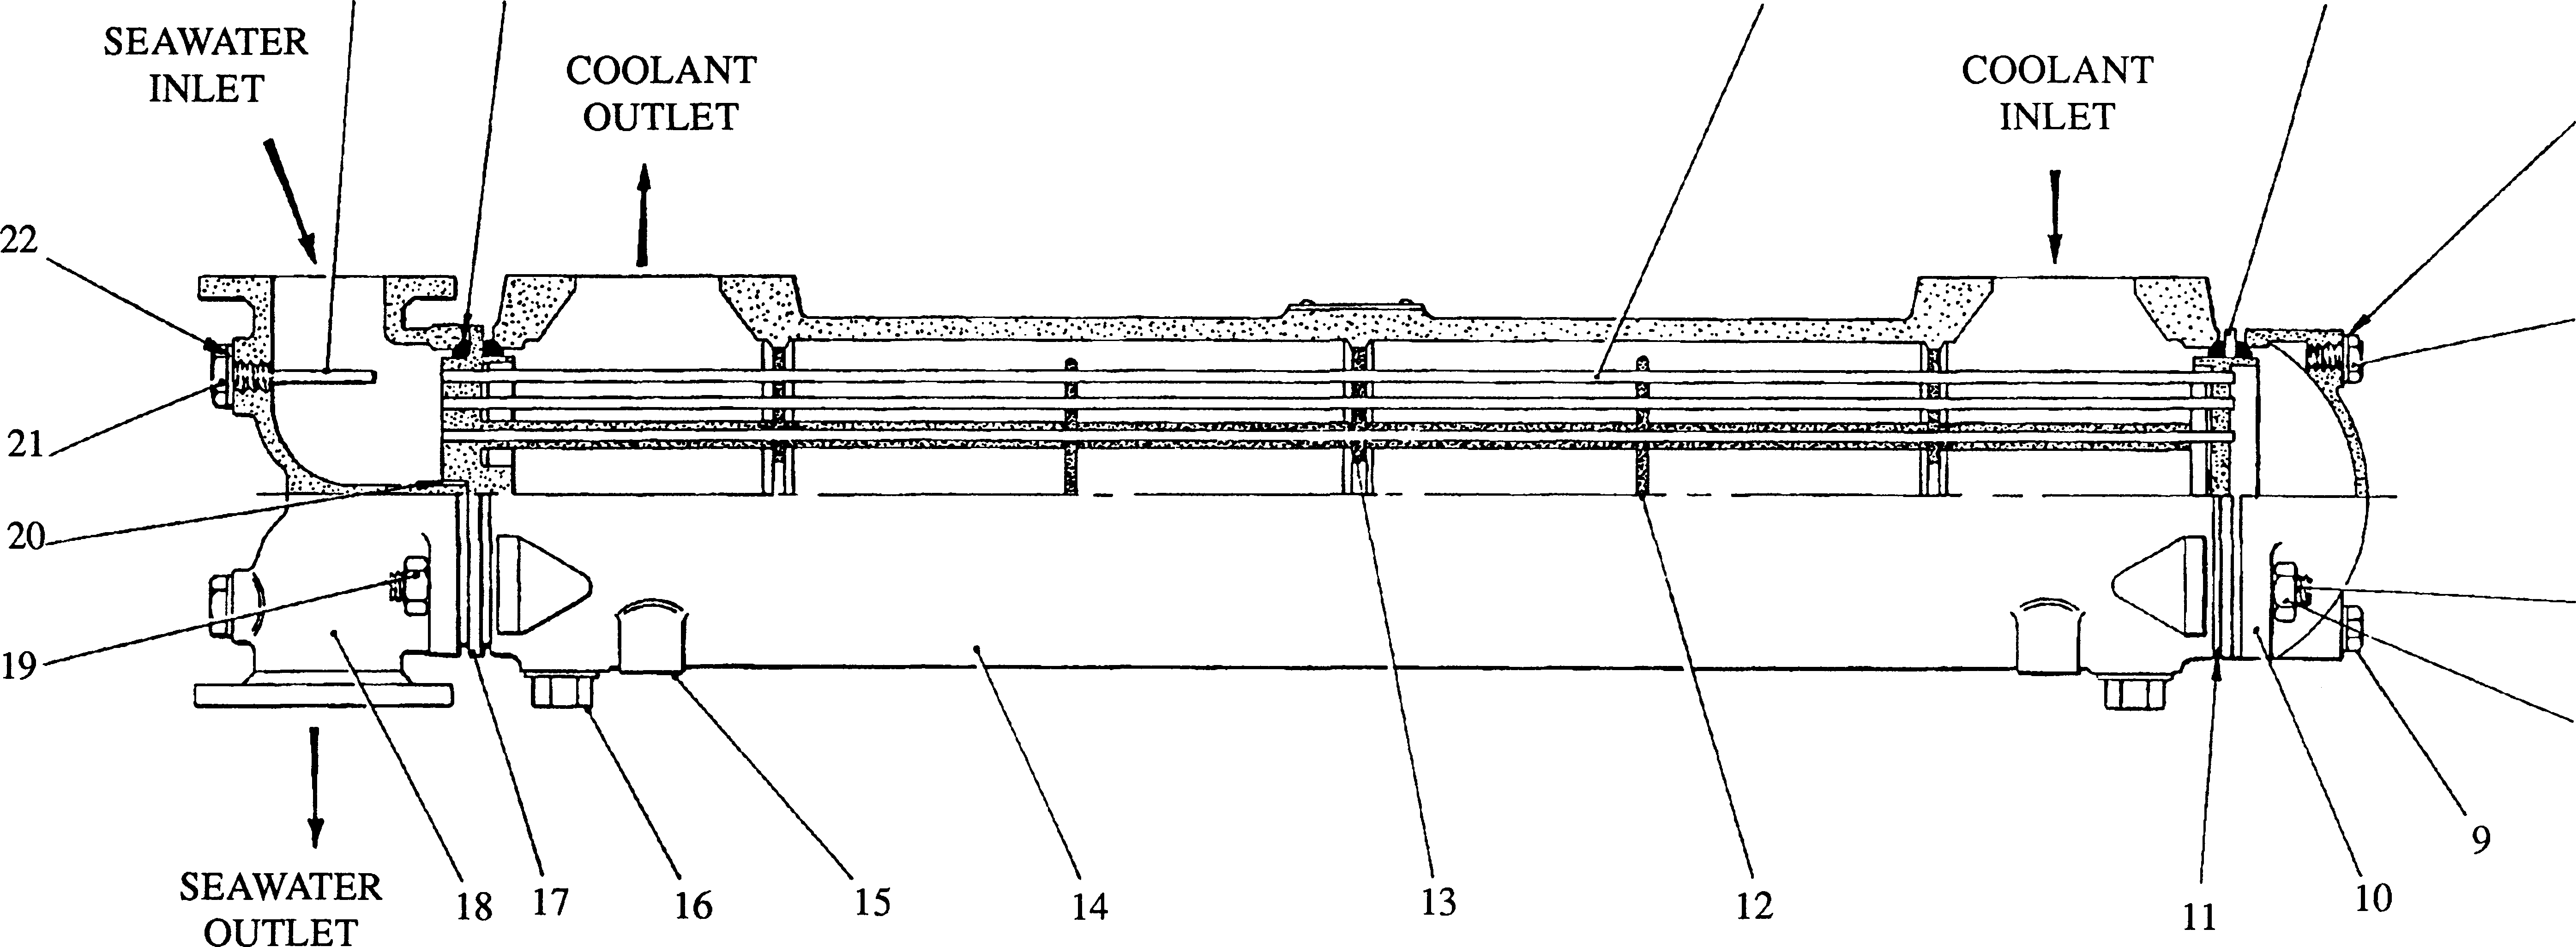 SEAWATER
INLET
COOLANT
OUTLET
COOLANT
INLET
22
21
20
19
SEAWATER
OUTLET
18
17
16
15
14
13
12
11
10
9